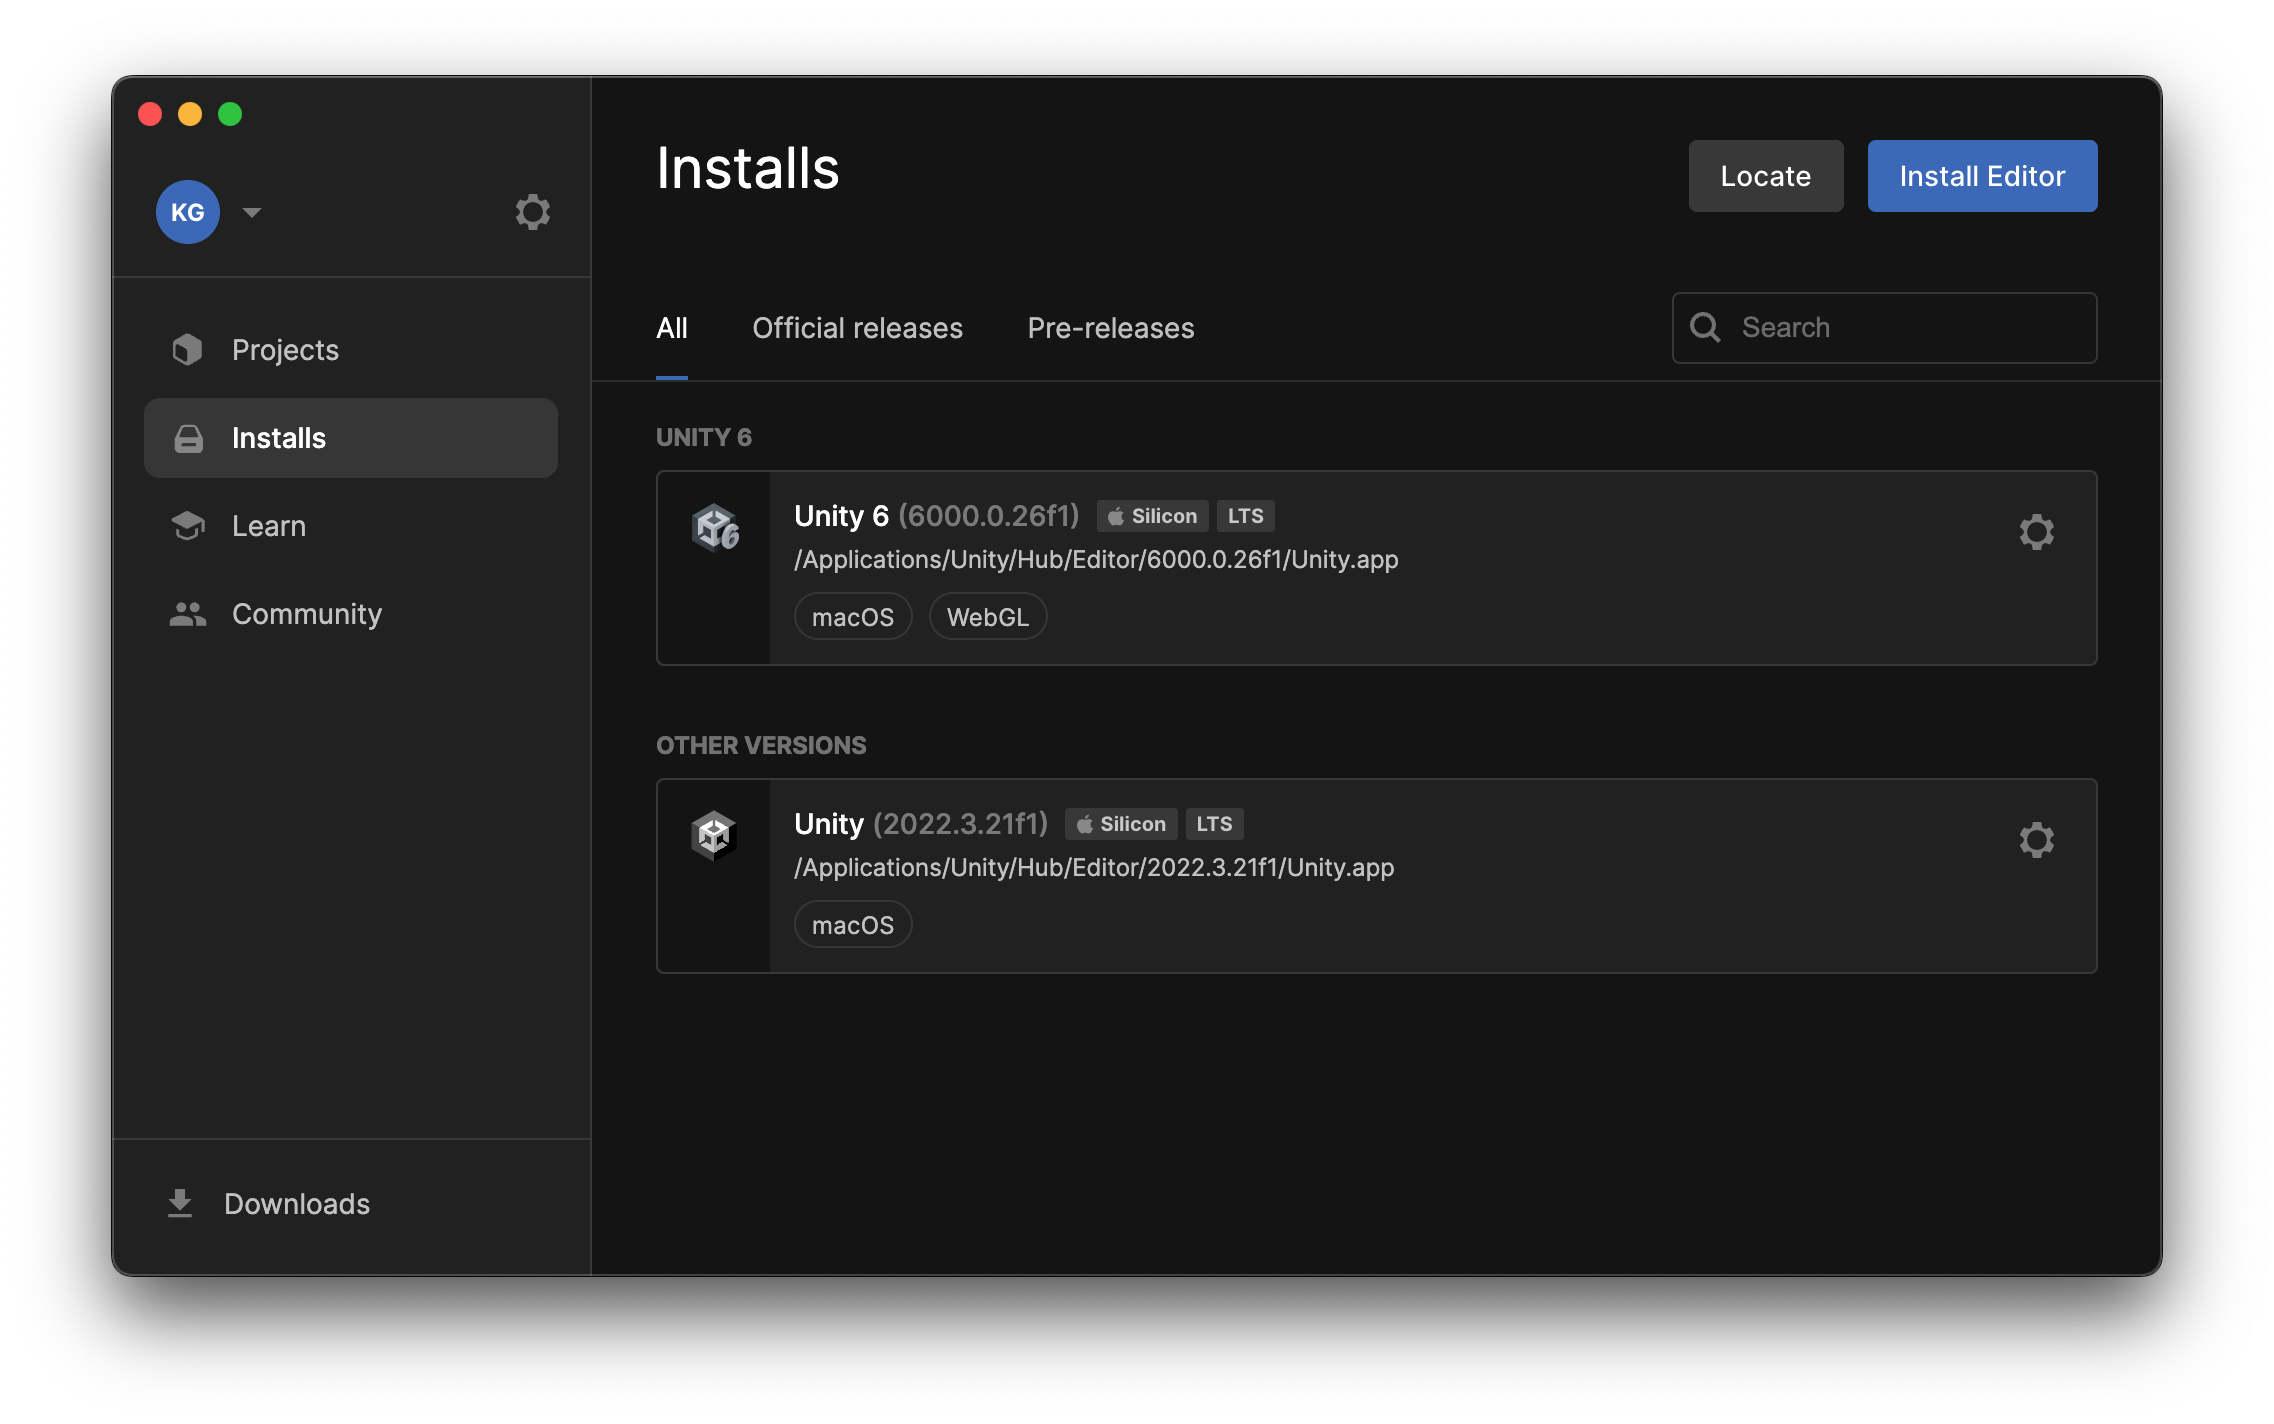 KG
Projects
Installs
Learn
Community
Downloads
Installs
Locate
Install Editor
All
Official releases
Pre-releases
Search
UNITY 6
Unity 6 (6000.0.26f1) Silicon LTS
/Applications/Unity/Hub/Editor/6000.0.26f1/Unity.app
macOS WebGL
OTHER VERSIONS
Unity (2022.3.21f1) Silicon LTS
/Applications/Unity/Hub/Editor/2022.3.21f1/Unity.app
macOS